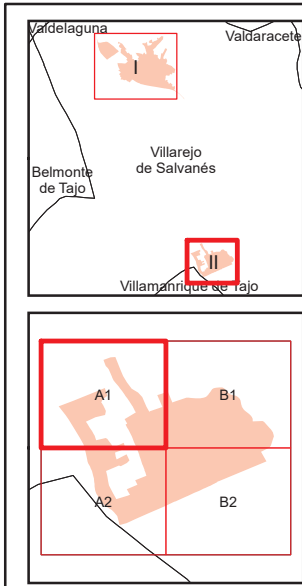 Valdelaguna
Valdaracete
I
Villarejo
de Salvanés
Belmonte
de Tajo
II
Villamanrique de Tajo
A1
B1
A2
B2